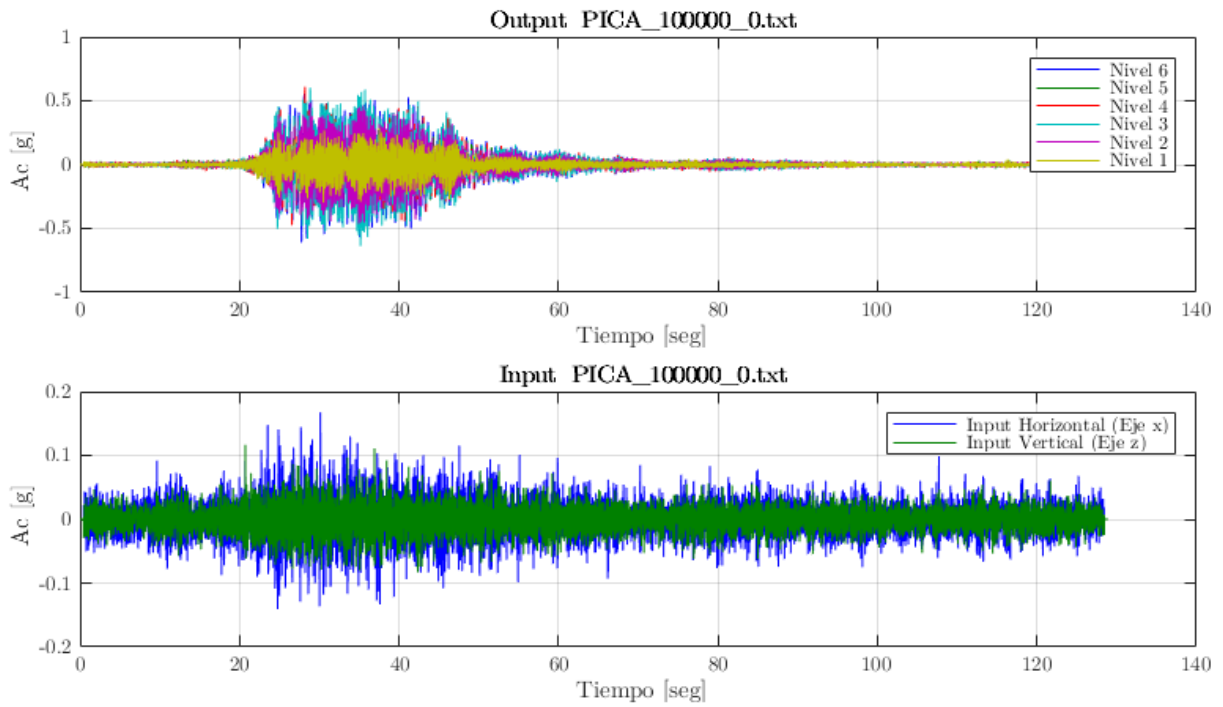 Output PICA_100000_0.txt
1
0.5
0
-0.5
-1
Ac [g]
Nivel 6
Nivel 5
Nivel 4
Nivel 3
Nivel 2
Nivel 1
0 20 40 60 80 100 120 140
Tiempo [seg]
Input PICA_100000_0.txt
0.2
0.1
0
-0.1
-0.2
Ac [g]
Input Horizontal (Eje x)
Input Vertical (Eje z)
0 20 40 60 80 100 120 140
Tiempo [seg]